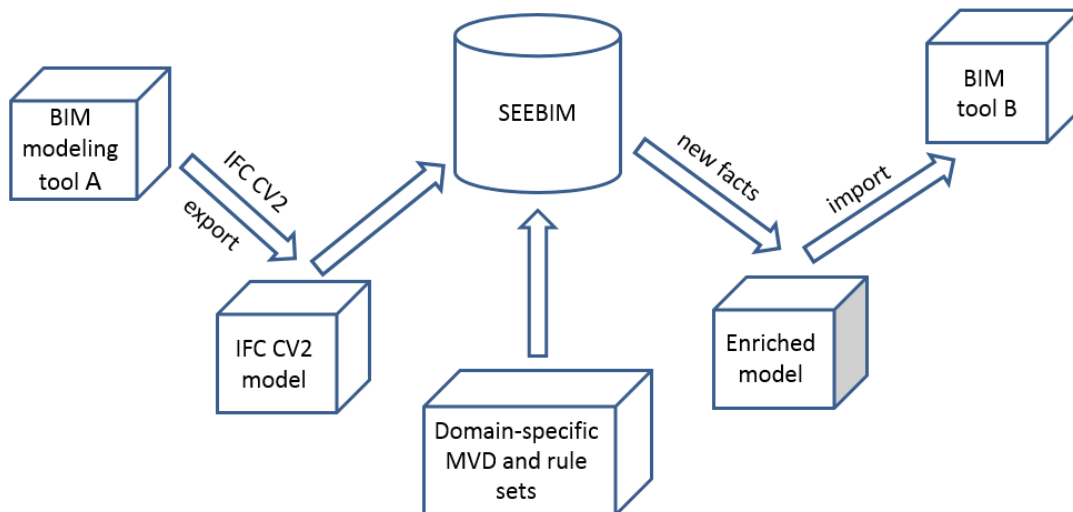 BIM
modeling
tool A
IFC CV2
export
IFC CV2
model
SEEBIM
Domain-specific
MVD and rule
sets
new facts
Enriched
model
import
BIM
tool B